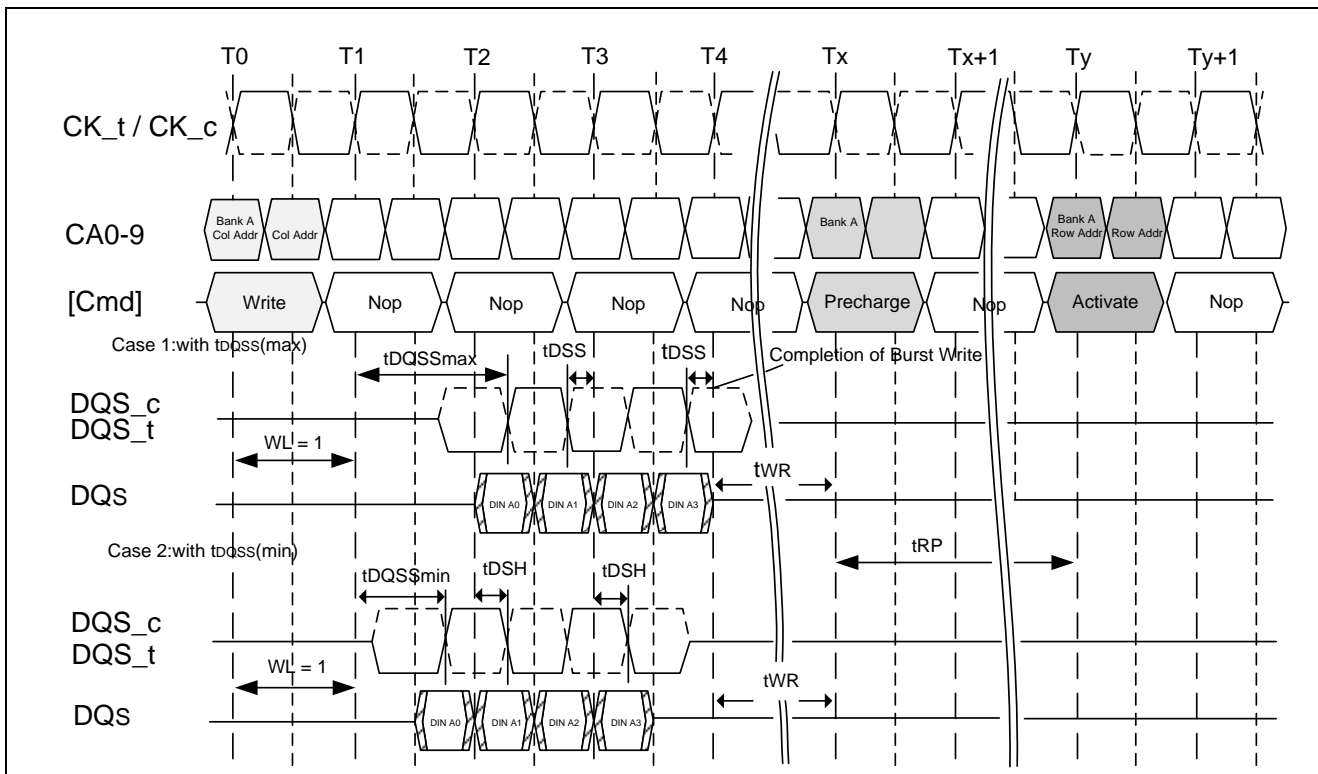 T0 T1 T2 T3 T4 Tx Tx+1 Ty Ty+1
CK_t / CK_c
CA0-9
Bank A
Col Addr
Col Addr
Bank A
Bank A
Row Addr
Row Addr
[Cmd]
Write Nop Nop Nop Nop Precharge Nop Activate Nop
Case 1:with tDQSS(max)
tDQSSmax
tDSS
tDSS
Completion of Burst Write
DQS_c
DQS_t
WL = 1
tWR
DQs
DIN A0 DIN A1 DIN A2 DIN A3
Case 2:with tDQSS(min)
tDQSSmin
tDSH
tDSH
tRP
DQS_c
DQS_t
WL = 1
tWR
DQs
DIN A0 DIN A1 DIN A2 DIN A3